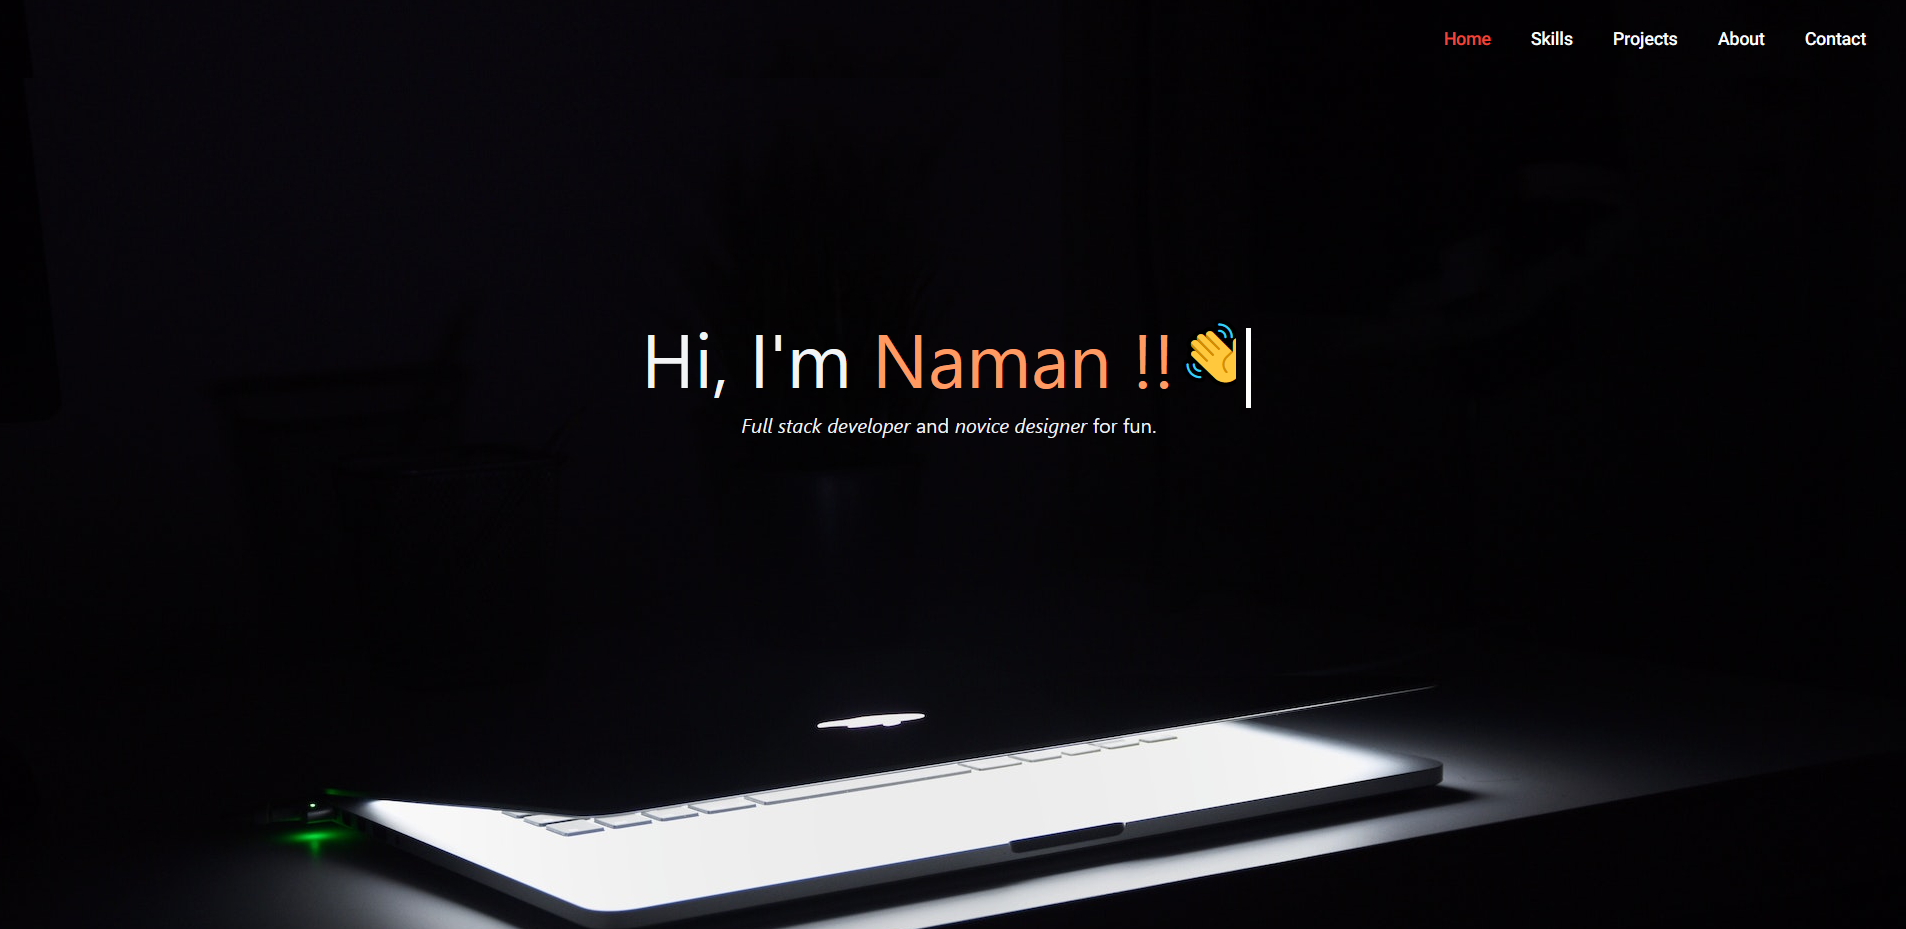 Home Skills Projects About Contact
Hi, I'm Naman !!👋
Full stack developer and novice designer for fun.